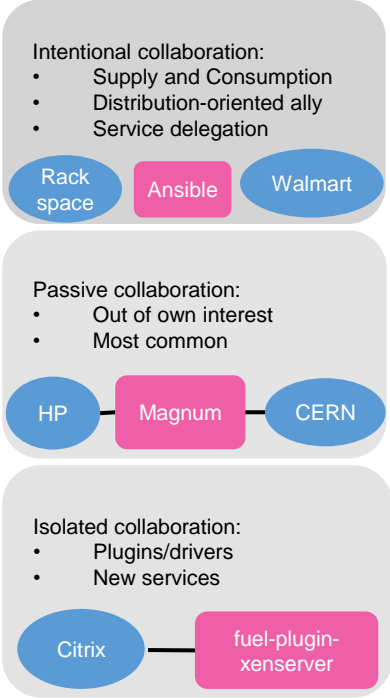 Intentional collaboration:
• Supply and Consumption
• Distribution-oriented ally
• Service delegation
Rack
space
Ansible
Walmart
Passive collaboration:
• Out of own interest
• Most common
HP
Magnum
CERN
Isolated collaboration:
• Plugins/drivers
• New services
Citrix
fuel-plugin-
xenserver